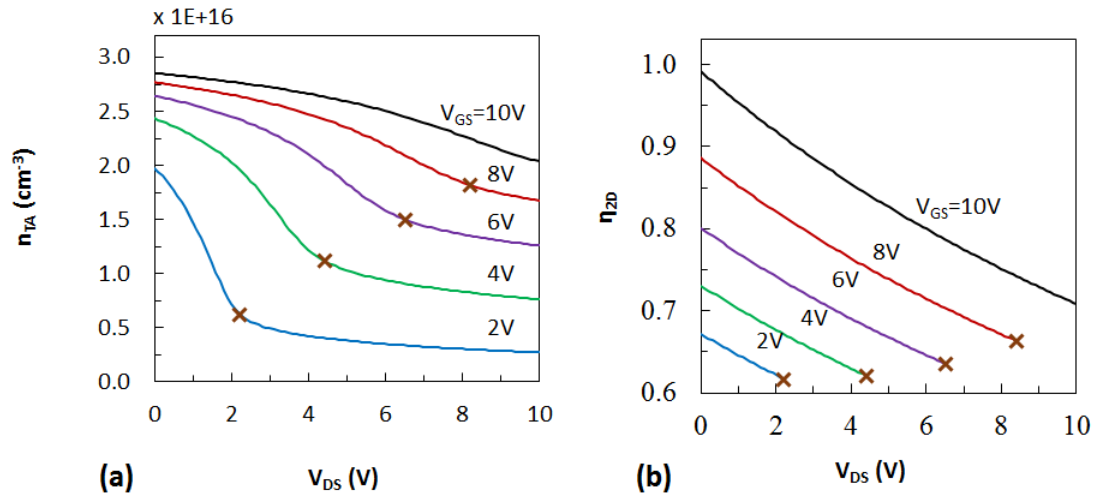 x 1E+16
3.0
2.5
2.0
1.5
1.0
0.5
0.0
n_TA (cm^-3)
V_GS=10V
8V
6V
4V
2V
0 2 4 6 8 10
(a)
V_DS (V)
1.0
0.9
0.8
0.7
0.6
η_2D
V_GS=10V
8V
6V
4V
2V
0 2 4 6 8 10
(b)
V_DS (V)